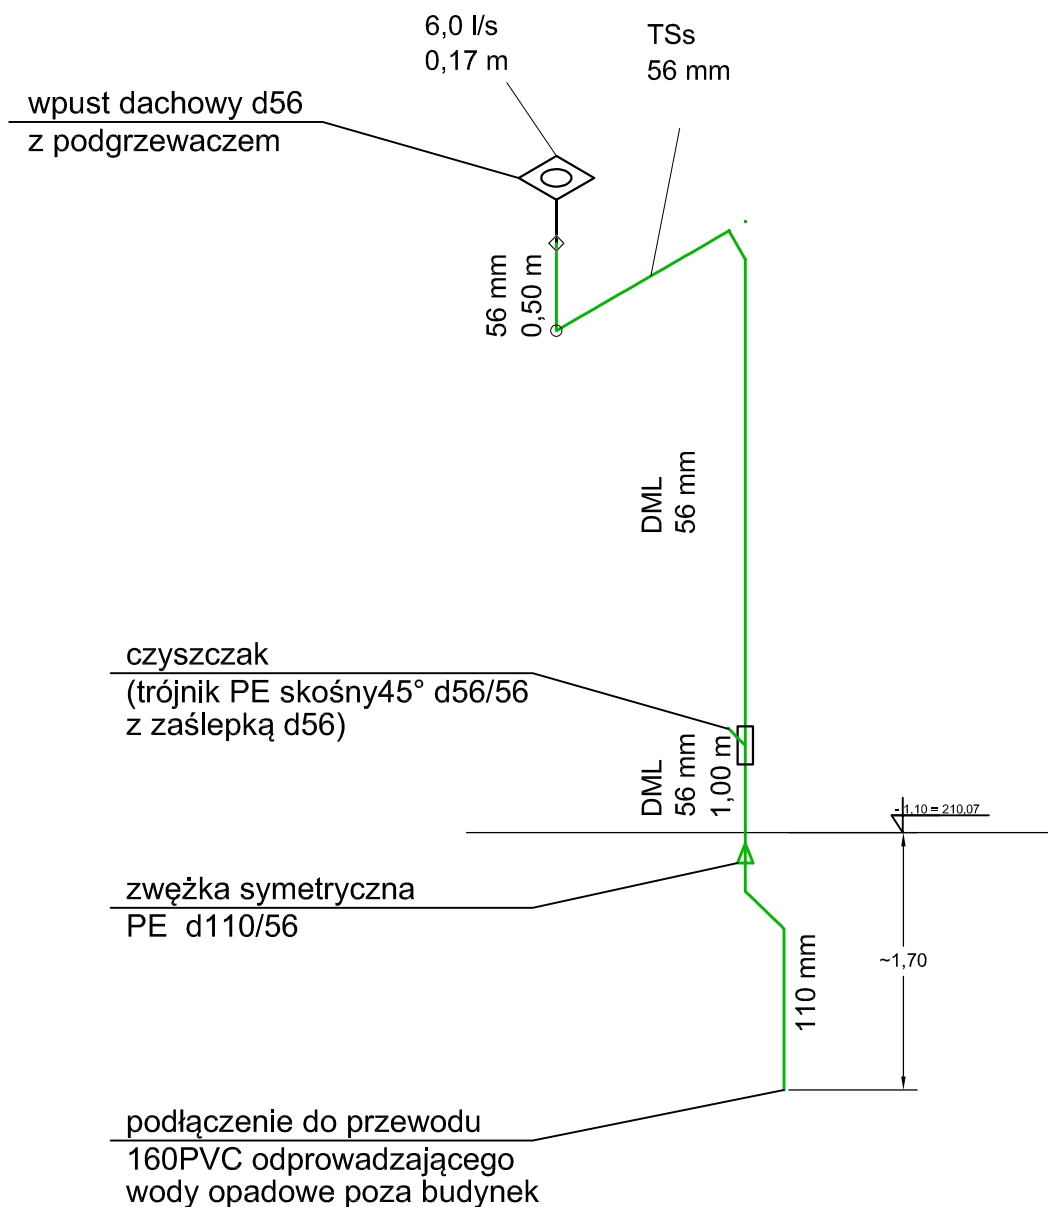 6,0 l/s
0,17 m
TSs
56 mm
wpust dachowy d56
z podgrzewaczem
56 mm
0,50 m
DML
56 mm
czyszczak
(trójnik PE skośny45° d56/56
z zaślepką d56)
DML
56 mm
1,00 m
- 1,10 = 210,07
zwężka symetryczna
PE d110/56
110 mm
~1,70
podłączenie do przewodu
160PVC odprowadzającego
wody opadowe poza budynek